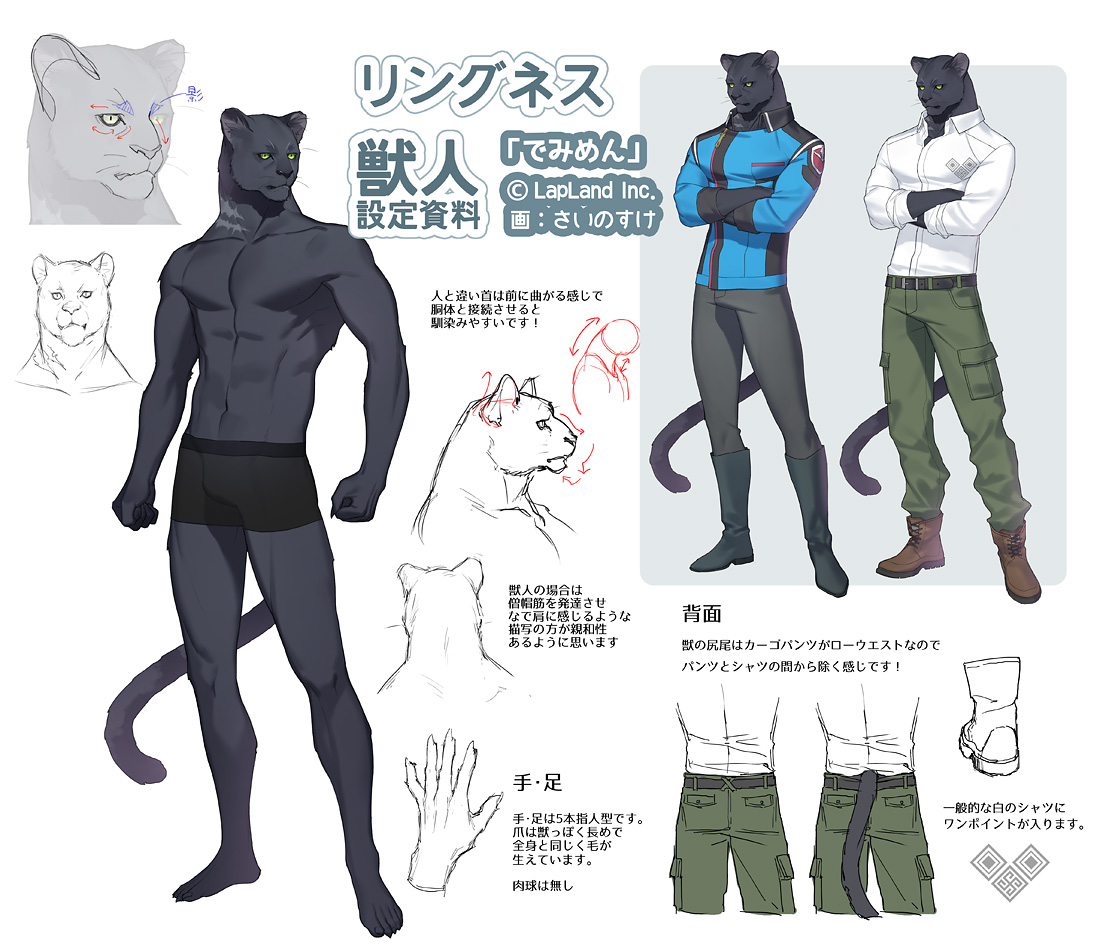 影
リングネス
獣人
設定資料
「でみめん」
© LapLand Inc.
画：さいのすけ
人と違い首は前に曲がる感じで
胴体と接続させると
馴染みやすいです！
獣人の場合は
僧帽筋を発達させ
なで肩に感じるような
描写の方が親和性
あるように思います
手・足
手・足は5本指人型です。
爪は獣っぽく長めで
全身と同じく毛が
生えています。
肉球は無し
背面
獣の尻尾はカーゴパンツがローウエストなので
パンツとシャツの間から除く感じです！
一般的な白のシャツに
ワンポイントが入ります。